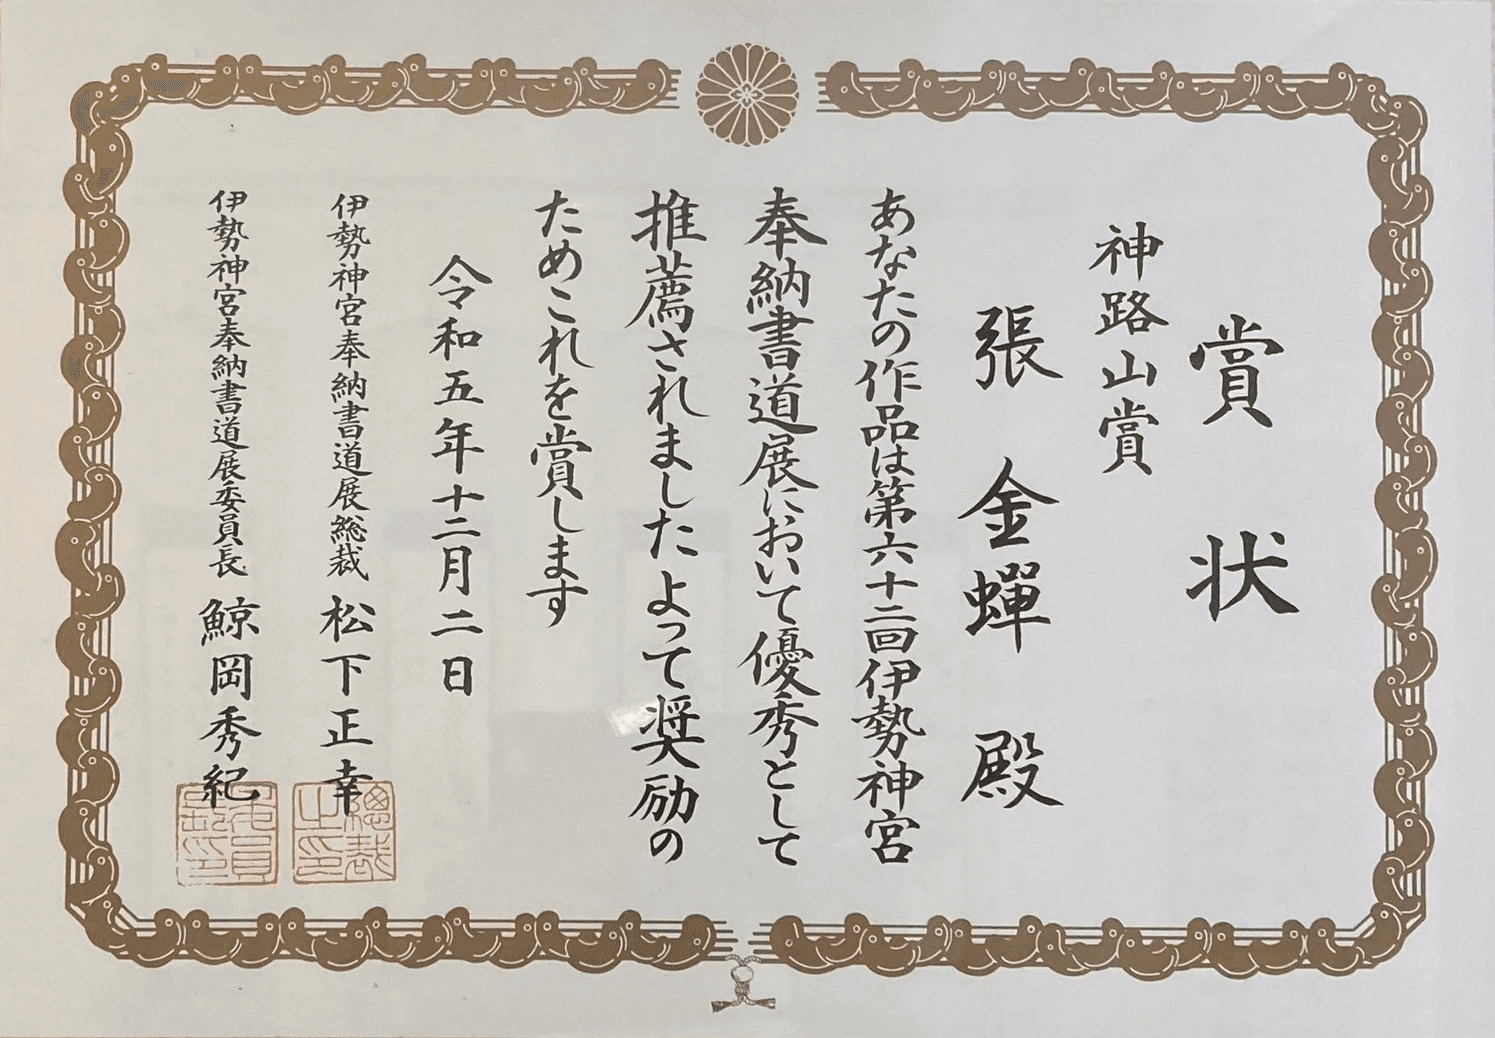 賞状
神路山賞
張 金蟬 殿
あなたの作品は第六十二回伊勢神宮
奉納書道展において優秀として
推薦されましたよって奨励の
ためこれを賞します
令和五年十二月二日
伊勢神宮奉納書道展総裁 松下正幸
總裁之印
伊勢神宮奉納書道展委員長 鯨岡秀紀